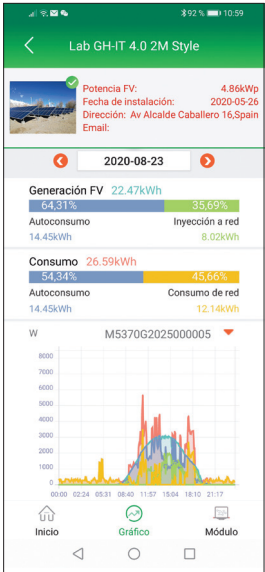 92 % 10:59
Lab GH-IT 4.0 2M Style
Potencia FV: 4.86kWp
Fecha de instalación: 2020-05-26
Dirección: Av Alcalde Caballero 16,Spain
Email:
2020-08-23
Generación FV 22.47kWh
64,31% 35,69%
Autoconsumo Inyección a red
14.45kWh 8.02kWh
Consumo 26.59kWh
54,34% 45,66%
Autoconsumo Consumo de red
14.45kWh 12.14kWh
W M5370G2025000005
8000
7000
6000
5000
4000
3000
2000
1000
0
00:00 02:24 05:31 08:40 11:57 15:04 18:10 21:17
Inicio Gráfico Módulo